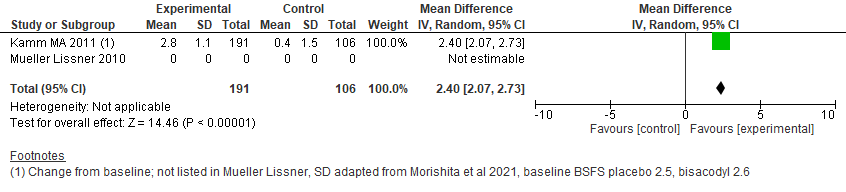 Experimental Control Mean Difference Mean Difference
Study or Subgroup Mean SD Total Mean SD Total Weight IV, Random, 95% CI IV, Random, 95% CI
Kamm MA 2011 (1) 2.8 1.1 191 0.4 1.5 106 100.0% 2.40 [2.07, 2.73]
Mueller Lissner 2010 0 0 0 0 0 0 Not estimable
Total (95% CI) 191 106 100.0% 2.40 [2.07, 2.73]
Heterogeneity: Not applicable
Test for overall effect: Z = 14.46 (P < 0.00001)
-10 -5 0 5 10
Favours [control] Favours [experimental]
Footnotes
(1) Change from baseline; not listed in Mueller Lissner, SD adapted from Morishita et al 2021, baseline BSFS placebo 2.5, bisacodyl 2.6